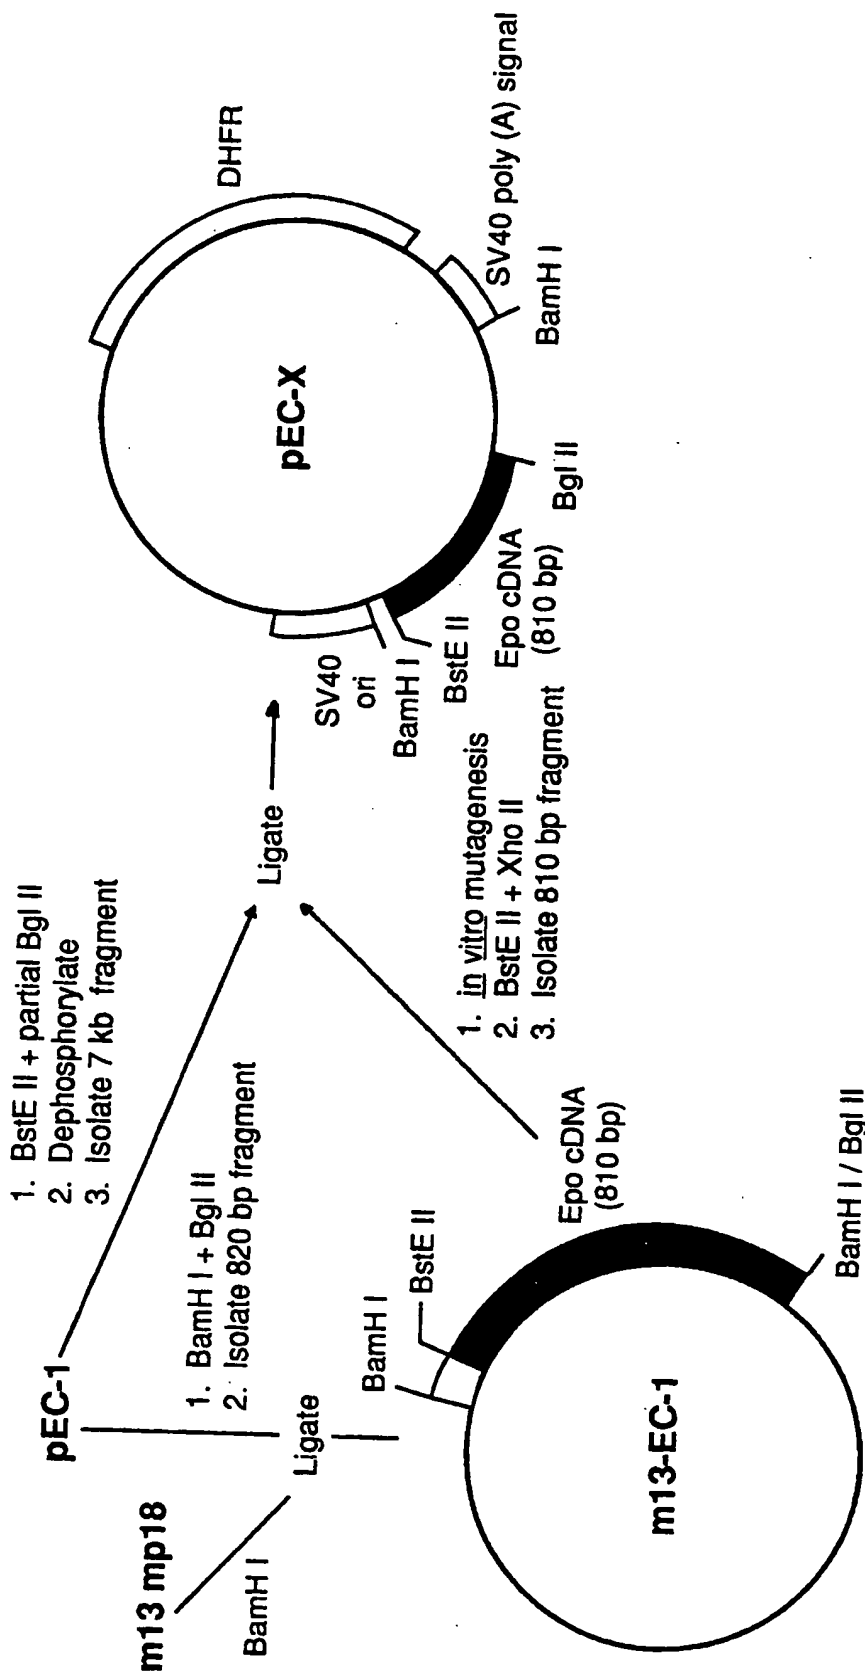 m13 mp18
BamH I
pEC-1
1. BamH I + Bgl II
2. Isolate 820 bp fragment
Ligate
1. BstE II + partial Bgl II
2. Dephosphorylate
3. Isolate 7 kb fragment
m13-EC-1
BamH I
BstE II
Epo cDNA
(810 bp)
BamH I / Bgl II
1. in vitro mutagenesis
2. BstE II + Xho II
3. Isolate 810 bp fragment
Ligate
pEC-X
SV40
ori
BamH I
BstE II
Epo cDNA
(810 bp)
Bgl II
BamH I
SV40 poly (A) signal
DHFR